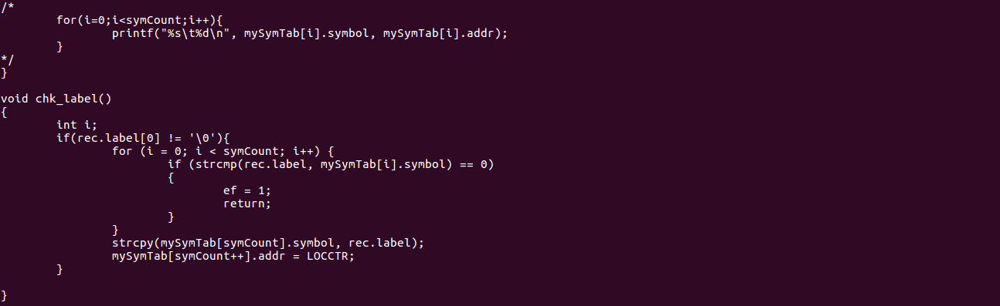 /*
        for(i=0;i<symCount;i++){
                printf("%s\t%d\n", mySymTab[i].symbol, mySymTab[i].addr);
        }
*/
}

void chk_label()
{
        int i;
        if(rec.label[0] != '\0'){
                for (i = 0; i < symCount; i++) {
                        if (strcmp(rec.label, mySymTab[i].symbol) == 0)
                        {
                                ef = 1;
                                return;
                        }
                }
                strcpy(mySymTab[symCount].symbol, rec.label);
                mySymTab[symCount++].addr = LOCCTR;
        }

}